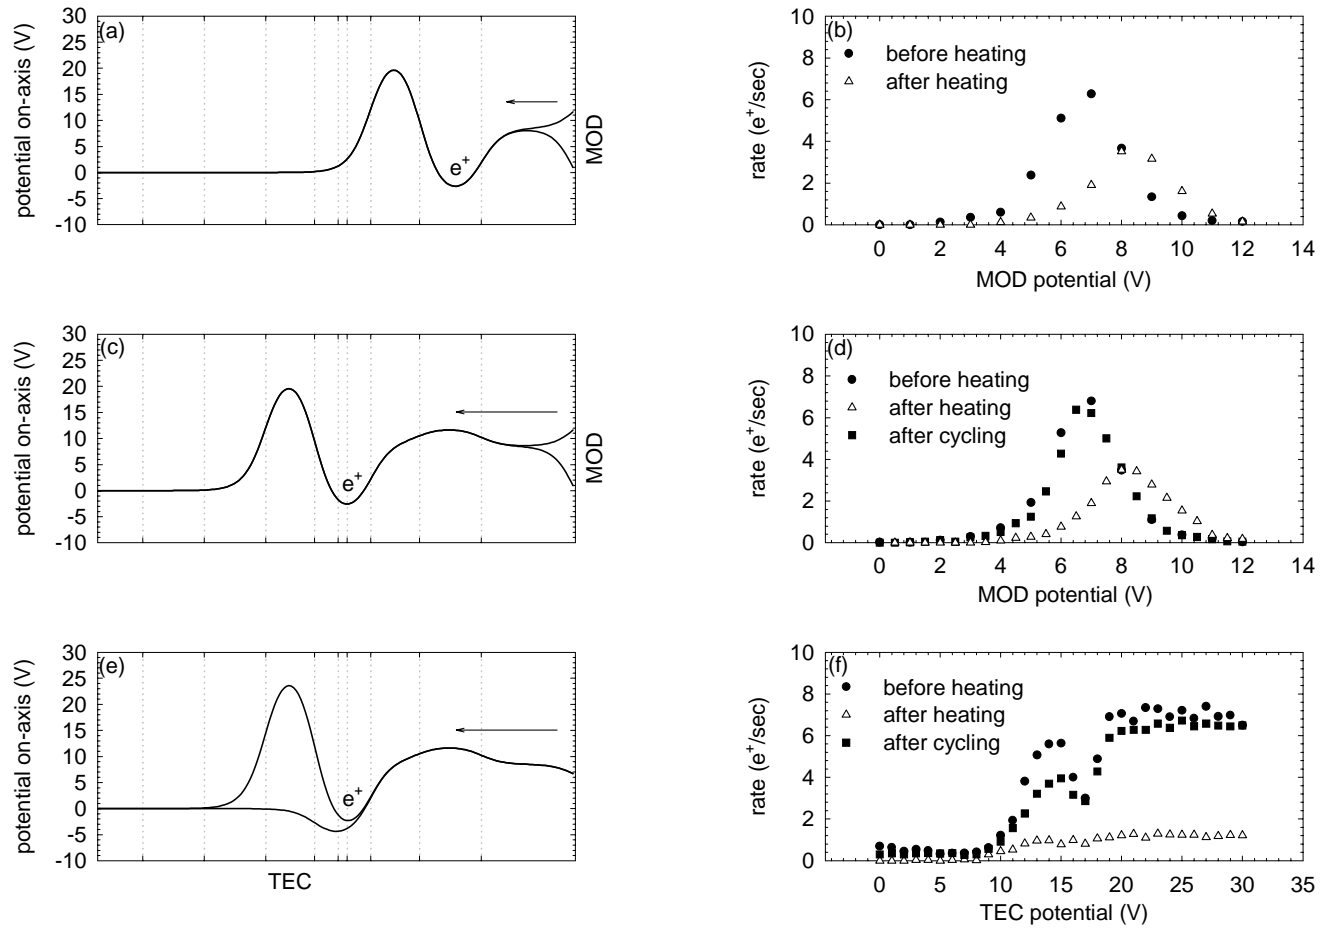 (a)
30
25
20
15
10
5
0
-5
-10
potential on-axis (V)
e+
MOD
(b)
before heating
after heating
10
8
6
4
2
0
rate (e+/sec)
0 2 4 6 8 10 12 14
MOD potential (V)
(c)
30
25
20
15
10
5
0
-5
-10
potential on-axis (V)
e+
MOD
(d)
before heating
after heating
after cycling
10
8
6
4
2
0
rate (e+/sec)
0 2 4 6 8 10 12 14
MOD potential (V)
(e)
30
25
20
15
10
5
0
-5
-10
potential on-axis (V)
e+
TEC
(f)
before heating
after heating
after cycling
10
8
6
4
2
0
rate (e+/sec)
0 5 10 15 20 25 30 35
TEC potential (V)